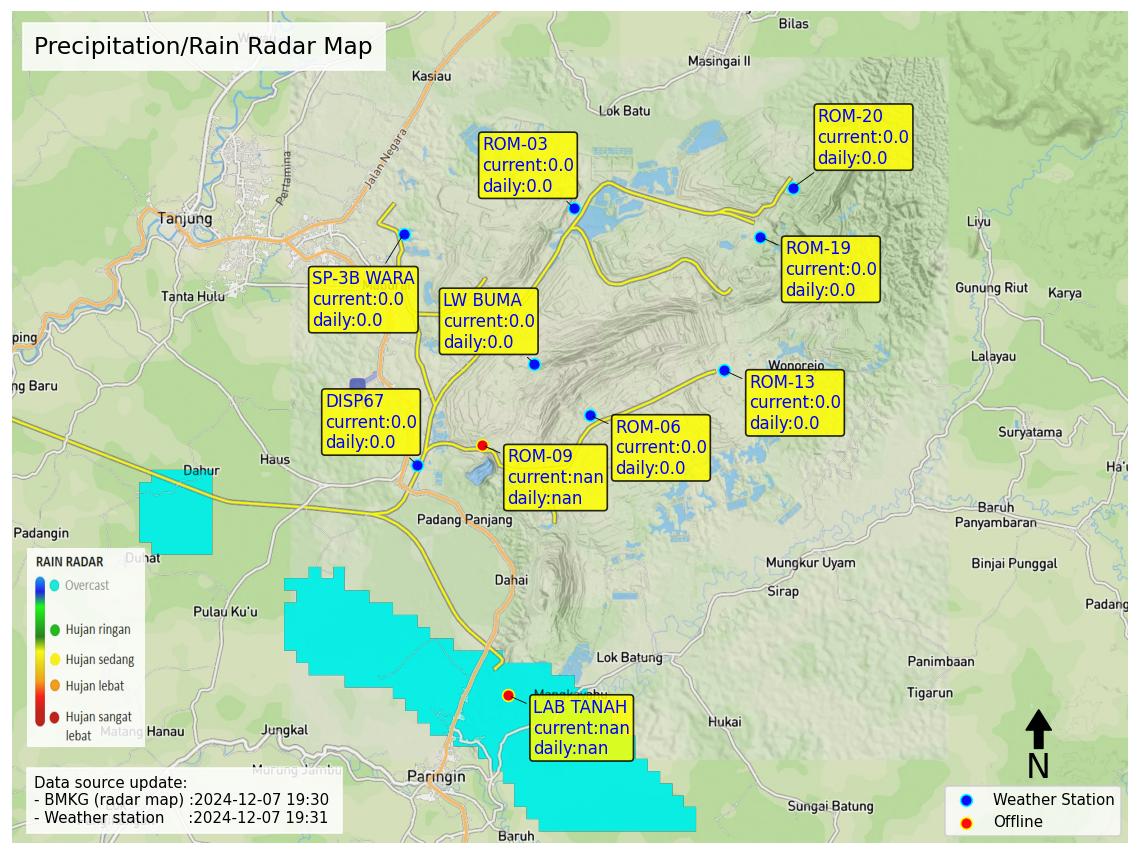 Precipitation/Rain Radar Map
Bilas
Masingai II
Kasiau
Lok Batu
Jalan Negara
Pertamina
ROM-20
current:0.0
daily:0.0
ROM-03
current:0.0
daily:0.0
Tanjung
Liyu
ROM-19
current:0.0
daily:0.0
SP-3B WARA
current:0.0
daily:0.0
LW BUMA
current:0.0
daily:0.0
Tanta Hulu
Gunung Riut
Karya
ping
Lalayau
Wonorejo
ng Baru
ROM-13
current:0.0
daily:0.0
DISP67
current:0.0
daily:0.0
ROM-06
current:0.0
daily:0.0
Suryatama
ROM-09
current:nan
daily:nan
Haus
Dahur
Ha'u
Baruh
Panyambaran
Padang Panjang
Padangin
Duhat
Mungkur Uyam
Binjai Punggal
Dahai
Sirap
Padang
Pulau Ku'u
RAIN RADAR
Overcast
Hujan ringan
Hujan sedang
Hujan lebat
Hujan sangat
lebat
Lok Batung
Panimbaan
Tigarun
LAB TANAH
current:nan
daily:nan
Hukai
Matang Hanau
Jungkal
Murung Jambu
Paringin
Sungai Batung
Baruh
Data source update:
- BMKG (radar map) :2024-12-07 19:30
- Weather station :2024-12-07 19:31
N
Weather Station
Offline